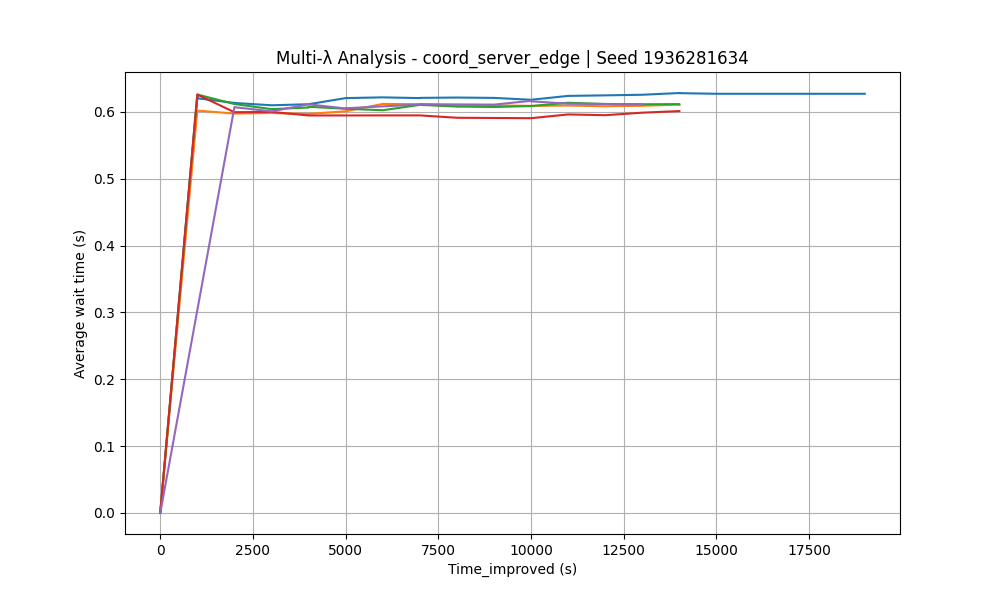 Multi-λ Analysis - coord_server_edge | Seed 1936281634
Average wait time (s)
0.6
0.5
0.4
0.3
0.2
0.1
0.0
0 2500 5000 7500 10000 12500 15000 17500
Time_improved (s)